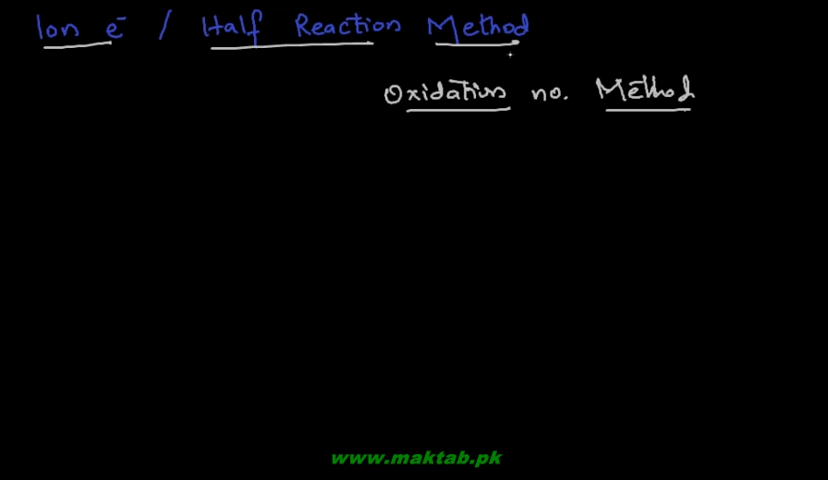 Ion e⁻ / Half Reaction Method
Oxidation no. Method
www.maktab.pk